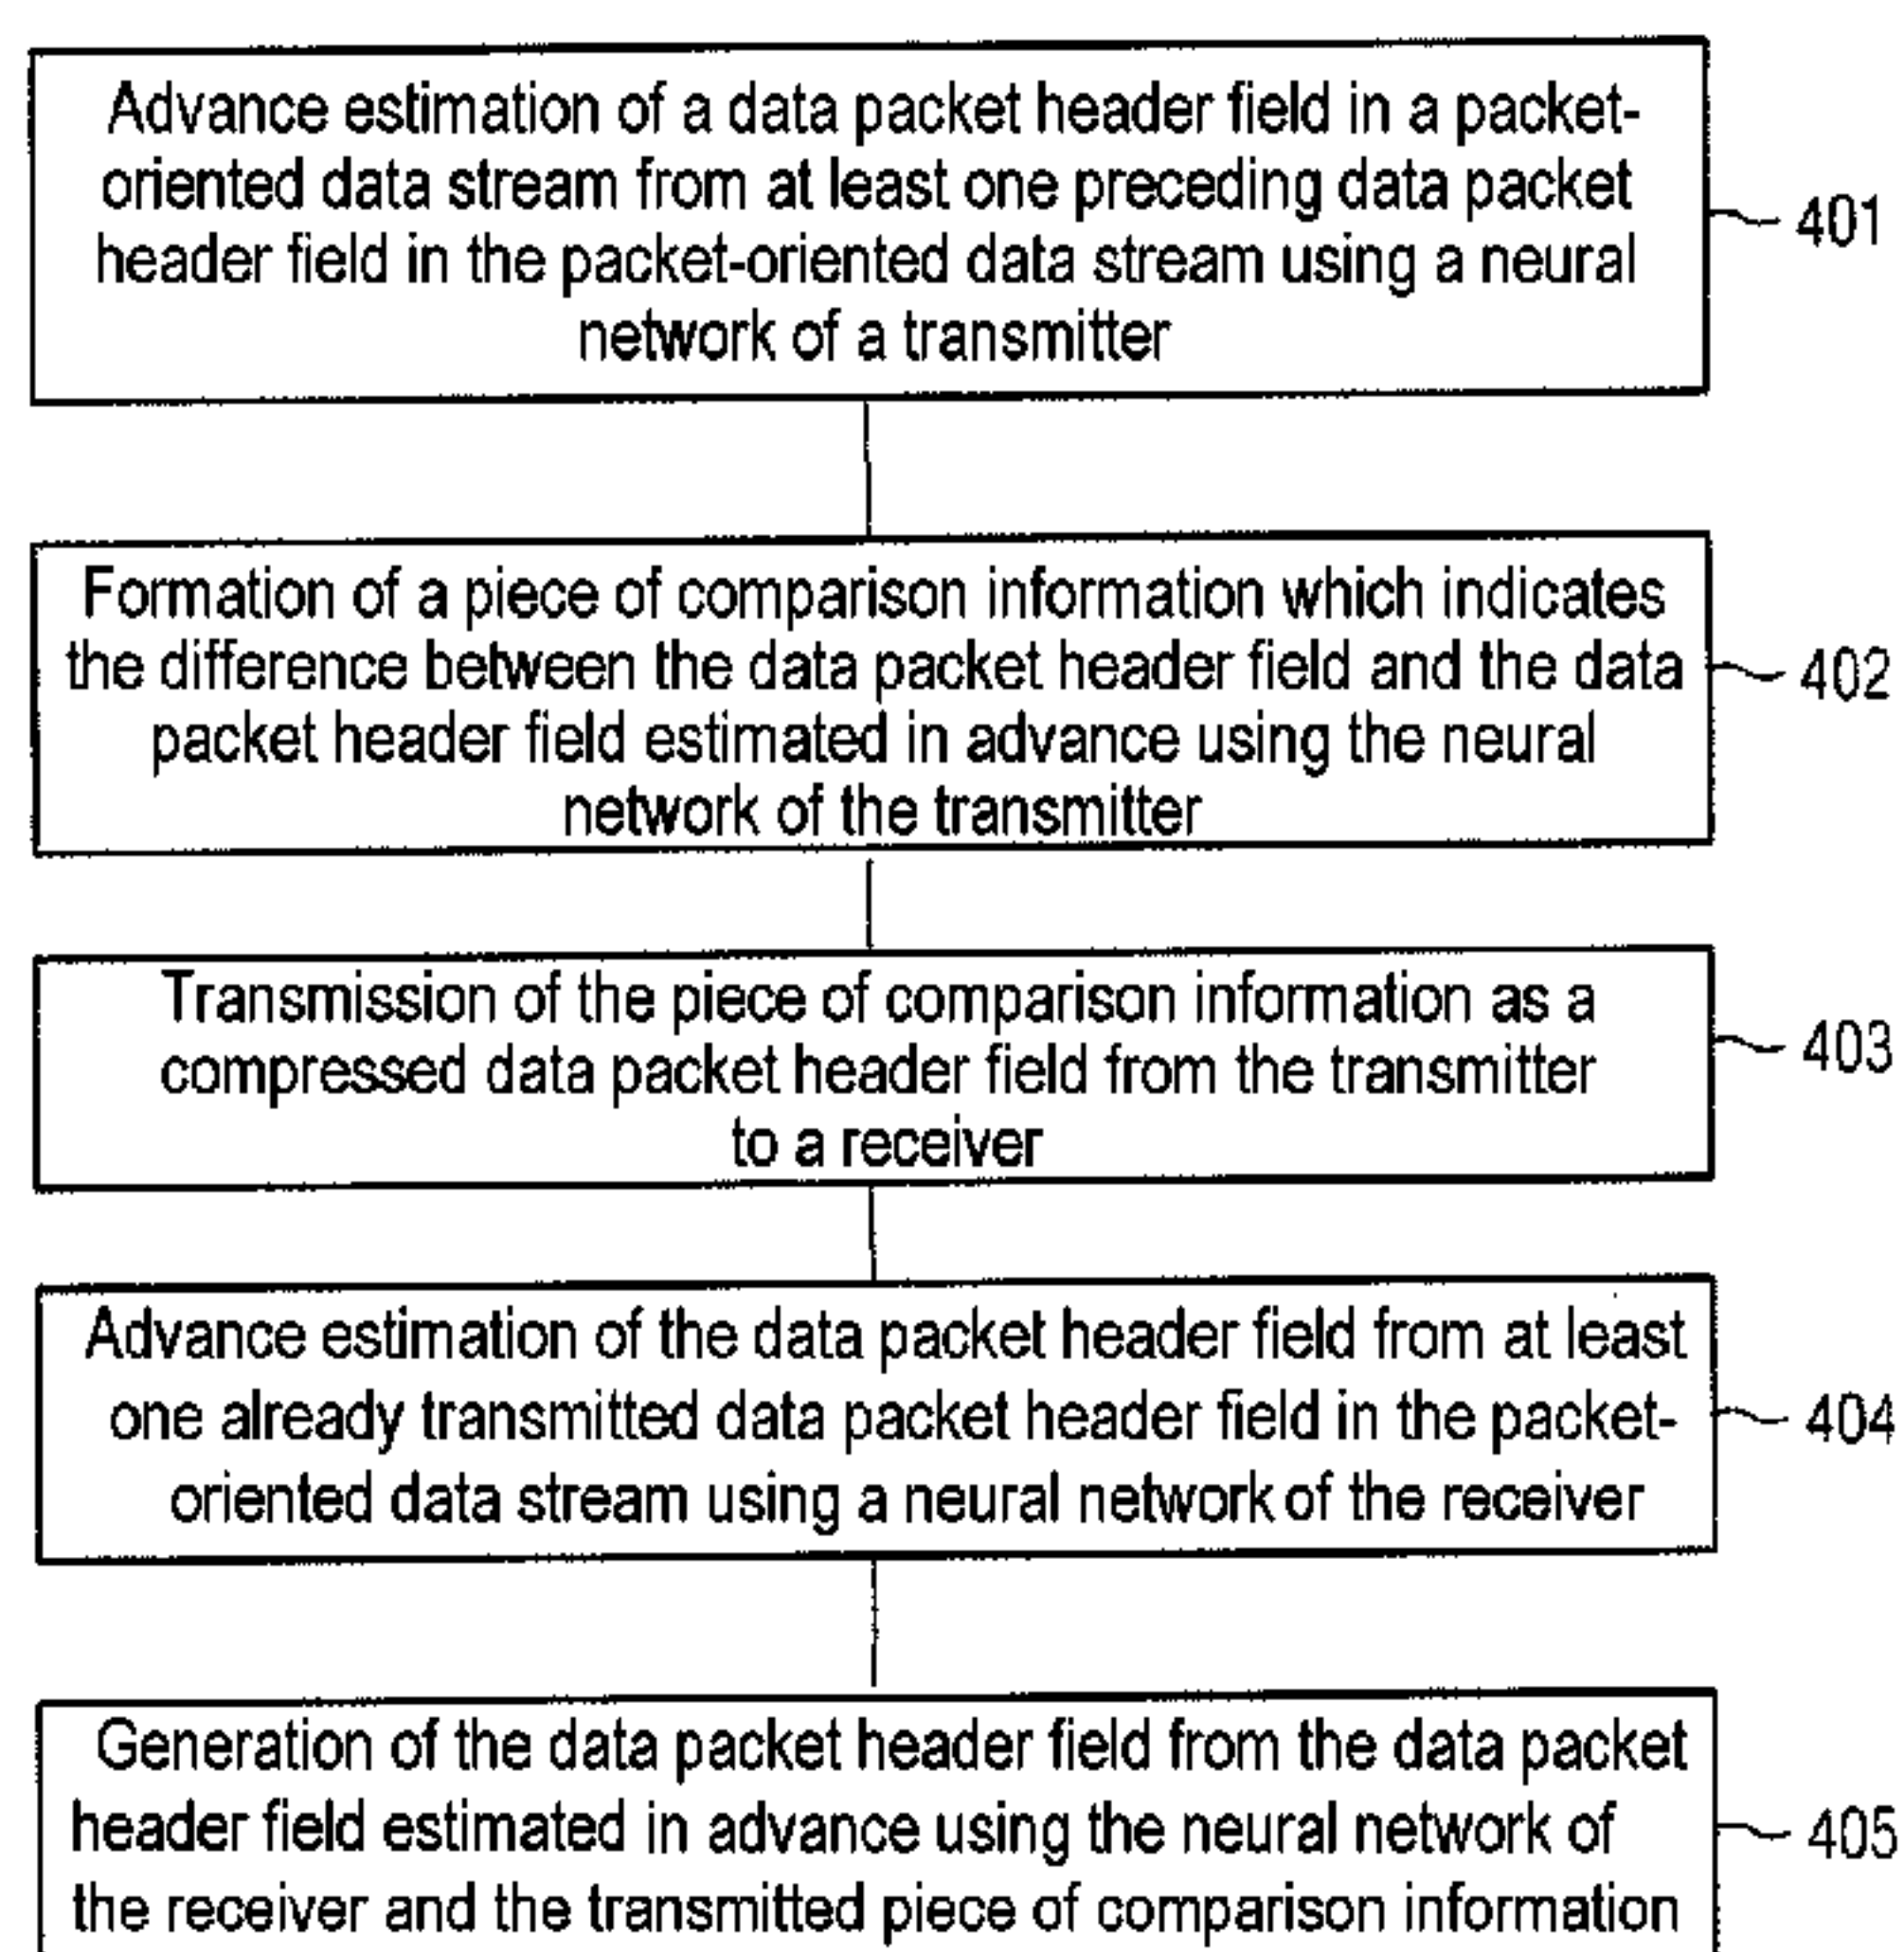 Advance estimation of a data packet header field in a packet-
oriented data stream from at least one preceding data packet
header field in the packet-oriented data stream using a neural
network of a transmitter
401
Formation of a piece of comparison information which indicates
the difference between the data packet header field and the data
packet header field estimated in advance using the neural
network of the transmitter
402
Transmission of the piece of comparison information as a
compressed data packet header field from the transmitter
to a receiver
403
Advance estimation of the data packet header field from at least
one already transmitted data packet header field in the packet-
oriented data stream using a neural network of the receiver
404
Generation of the data packet header field from the data packet
header field estimated in advance using the neural network of
the receiver and the transmitted piece of comparison information
405